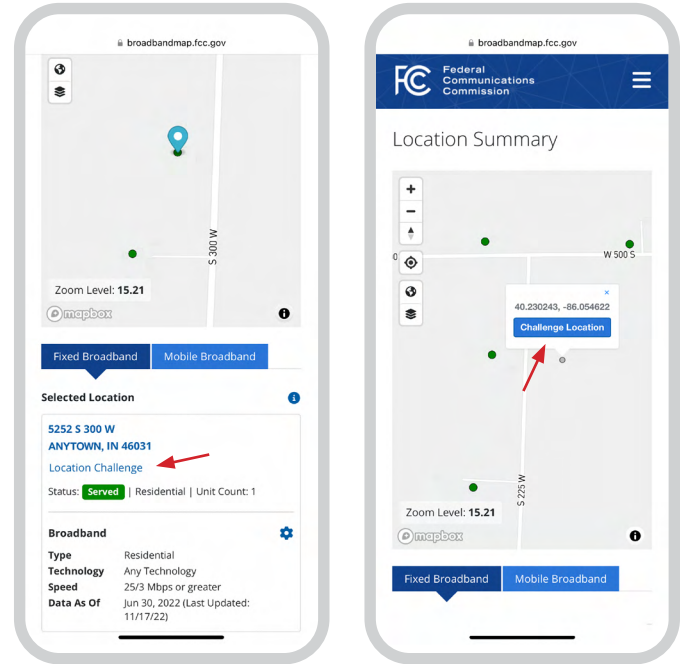 broadbandmap.fcc.gov
S 300 W
Zoom Level: 15.21
mapbox
Fixed Broadband
Mobile Broadband
Selected Location
5252 S 300 W
ANYTOWN, IN 46031
Location Challenge
Status: Served | Residential | Unit Count: 1
Broadband
Type Residential
Technology Any Technology
Speed 25/3 Mbps or greater
Data As Of Jun 30, 2022 (Last Updated:
11/17/22)
broadbandmap.fcc.gov
FC Federal
Communications
Commission
Location Summary
W 500 S
0
40.230243, -86.054622
Challenge Location
S 225 W
Zoom Level: 15.21
mapbox
Fixed Broadband
Mobile Broadband